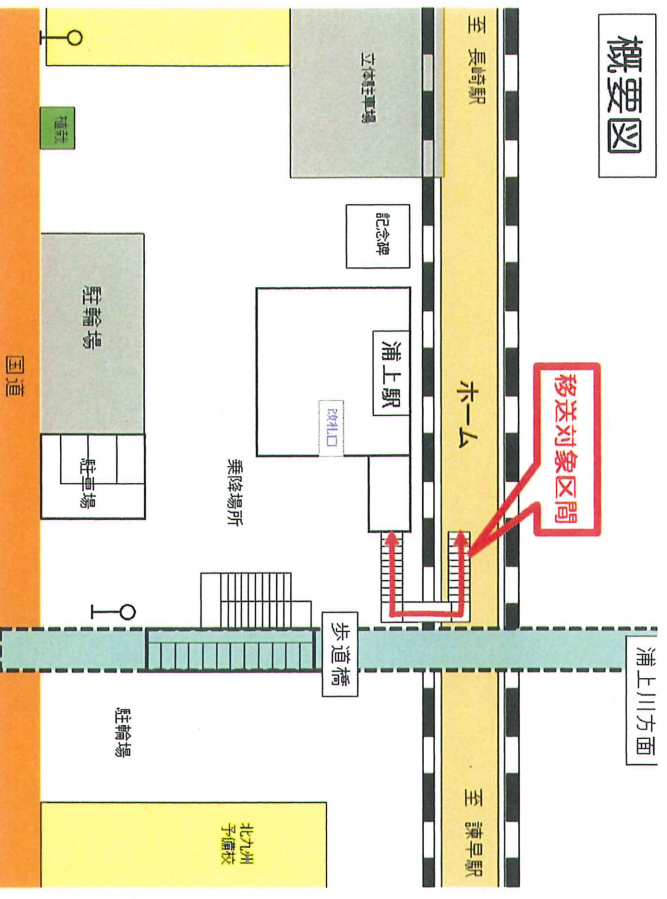 概要図
至 長崎駅
立体駐車場
植栽
記念碑
浦上駅
改札口
ホーム
移送対象区間
駐輪場
国道
駐車場
乗降場所
歩道橋
浦上川方面
駐輪場
至 諫早駅
北九州
予備校